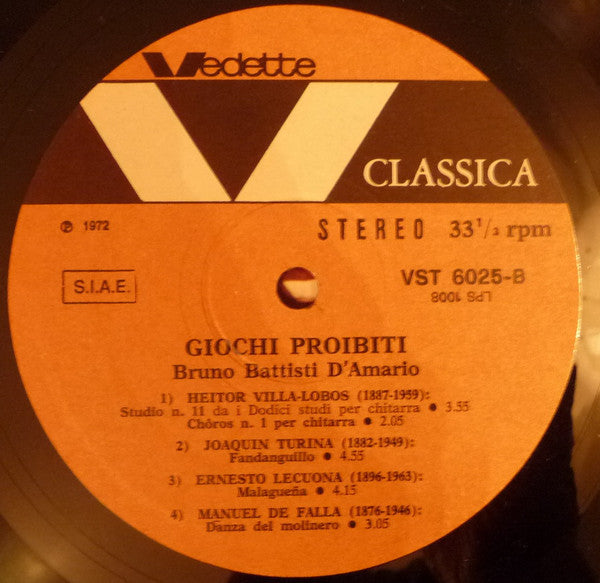 Vedette
CLASSICA
℗ 1972
STEREO 33 1/3 rpm
S.I.A.E.
VST 6025-B
LPS 1008
GIOCHI PROIBITI
Bruno Battisti D'Amario
1) HEITOR VILLA-LOBOS (1887-1959):
Studio n. 11 da i Dodici studi per chitarra ● 3.55
Chôros n. 1 per chitarra ● 2.05
2) JOAQUIN TURINA (1882-1949):
Fandanguillo ● 4.55
3) ERNESTO LECUONA (1896-1963):
Malagueña ● 4.15
4) MANUEL DE FALLA (1876-1946):
Danza del molinero ● 3.05